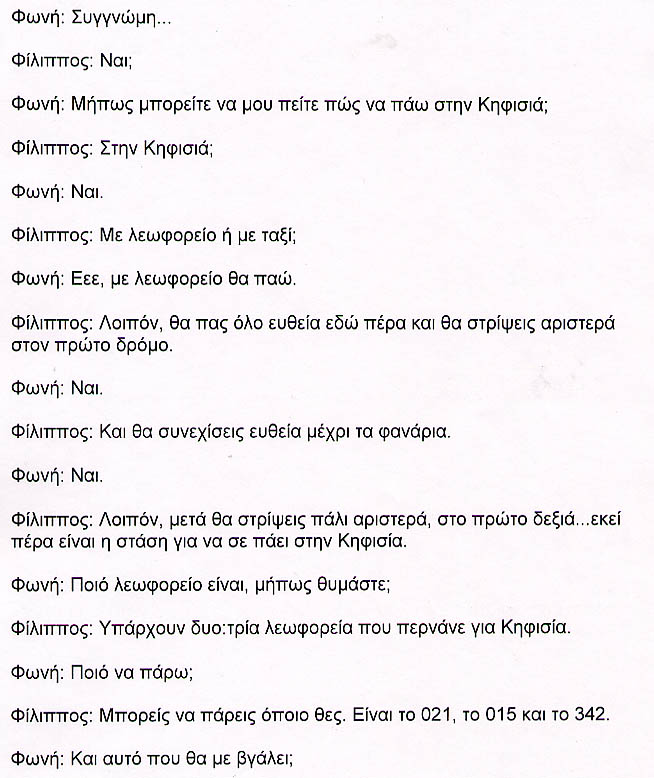 Φωνή: Συγγνώμη...
Φίλιππος: Ναι;
Φωνή: Μήπως μπορείτε να μου πείτε πώς να πάω στην Κηφισιά;
Φίλιππος: Στην Κηφισιά;
Φωνή: Ναι.
Φίλιππος: Με λεωφορείο ή με ταξί;
Φωνή: Εεε, με λεωφορείο θα παώ.
Φίλιππος: Λοιπόν, θα πας όλο ευθεία εδώ πέρα και θα στρίψεις αριστερά
στον πρώτο δρόμο.
Φωνή: Ναι.
Φίλιππος: Και θα συνεχίσεις ευθεία μέχρι τα φανάρια.
Φωνή: Ναι.
Φίλιππος: Λοιπόν, μετά θα στρίψεις πάλι αριστερά, στο πρώτο δεξιά...εκεί
πέρα είναι η στάση για να σε πάει στην Κηφισία.
Φωνή: Ποιό λεωφορείο είναι, μήπως θυμάστε;
Φίλιππος: Υπάρχουν δυο:τρία λεωφορεία που περνάνε για Κηφισία.
Φωνή: Ποιό να πάρω;
Φίλιππος: Μπορείς να πάρεις όποιο θες. Είναι το 021, το 015 και το 342.
Φωνή: Και αυτό που θα με βγάλει;